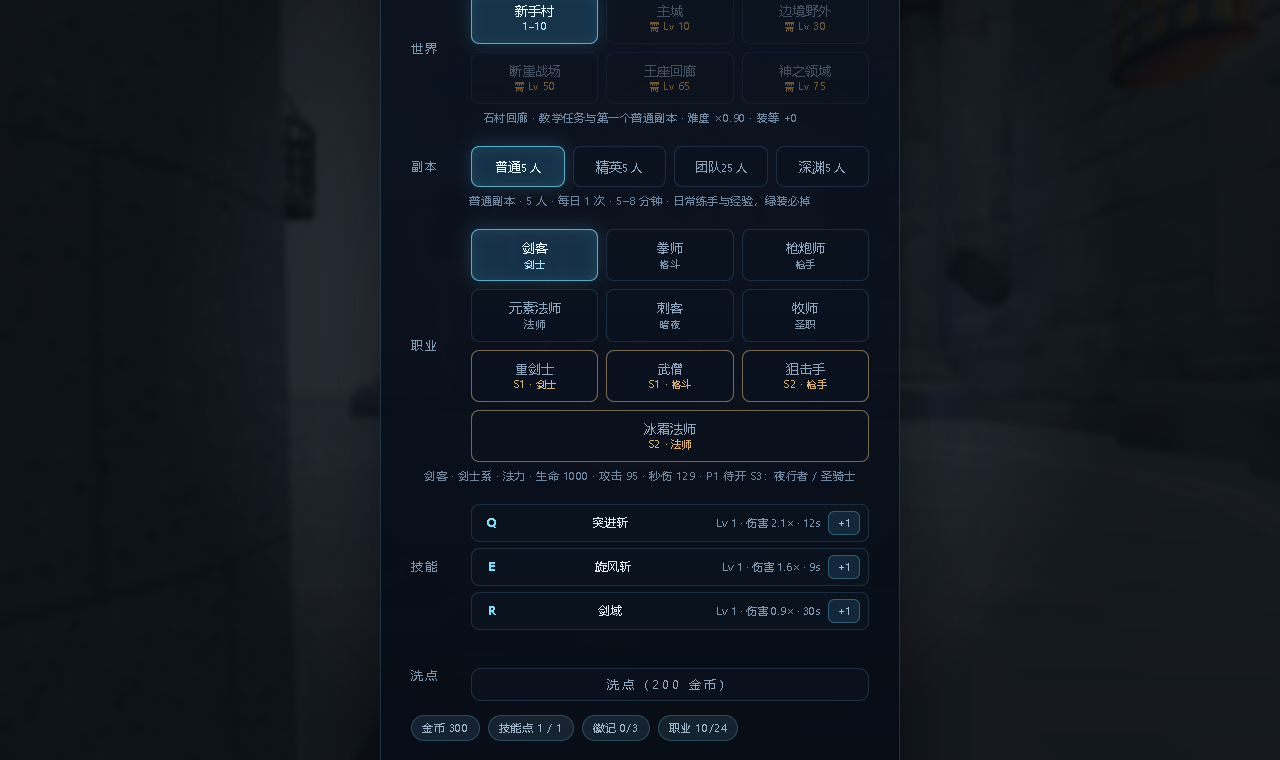 新手村
1–10
主城
Lv 10
边境野外
Lv 30
世界
断崖战场
Lv 50
王座回廊
Lv 65
神之领域
Lv 75
石村回廊 · 教学任务与第一个普通副本 · 难度 ×0.90 · 装等 +0
副本
普通5 人
精英5 人
团队25 人
深渊5 人
普通副本 · 5 人 · 每日 1 次 · 5–8 分钟 · 日常练手与经验，绿装必掉
剑客
剑士
拳师
格斗
枪炮师
枪手
元素法师
法师
刺客
暗夜
牧师
圣职
职业
重剑士
S1 · 剑士
武僧
S1 · 格斗
狙击手
S2 · 枪手
冰霜法师
S2 · 法师
剑客 · 剑士系 · 法力 · 生命 1000 · 攻击 95 · 秒伤 129 · P1 待开 S3：夜行者 / 圣骑士
Q 突进斩 Lv 1 · 伤害 2.1× · 12s +1
技能
E 旋风斩 Lv 1 · 伤害 1.6× · 9s +1
R 剑域 Lv 1 · 伤害 0.9× · 30s +1
洗点
洗点（200 金币）
金币 300
技能点 1 / 1
徽记 0/3
职业 10/24